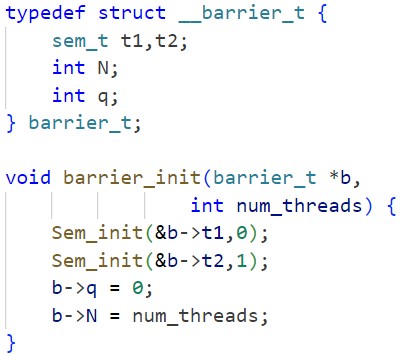 typedef struct __barrier_t {
    sem_t t1,t2;
    int N;
    int q;
} barrier_t;

void barrier_init(barrier_t *b,
                  int num_threads) {
    Sem_init(&b->t1,0);
    Sem_init(&b->t2,1);
    b->q = 0;
    b->N = num_threads;
}